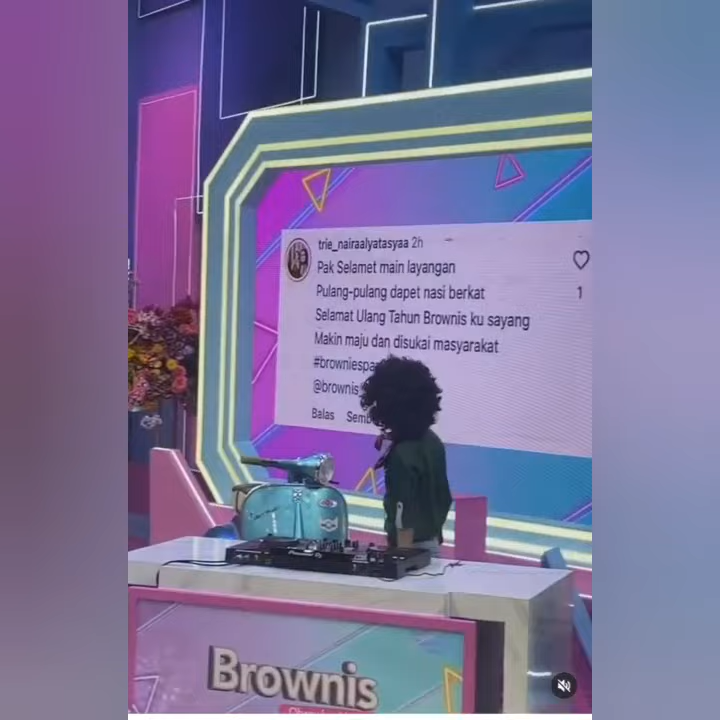 trie_nairaalyatasyaa 2h
Pak Selamet main layangan
Pulang-pulang dapet nasi berkat
Selamat Ulang Tahun Brownis ku sayang
Makin maju dan disukai masyarakat
1
Balas
Brownis